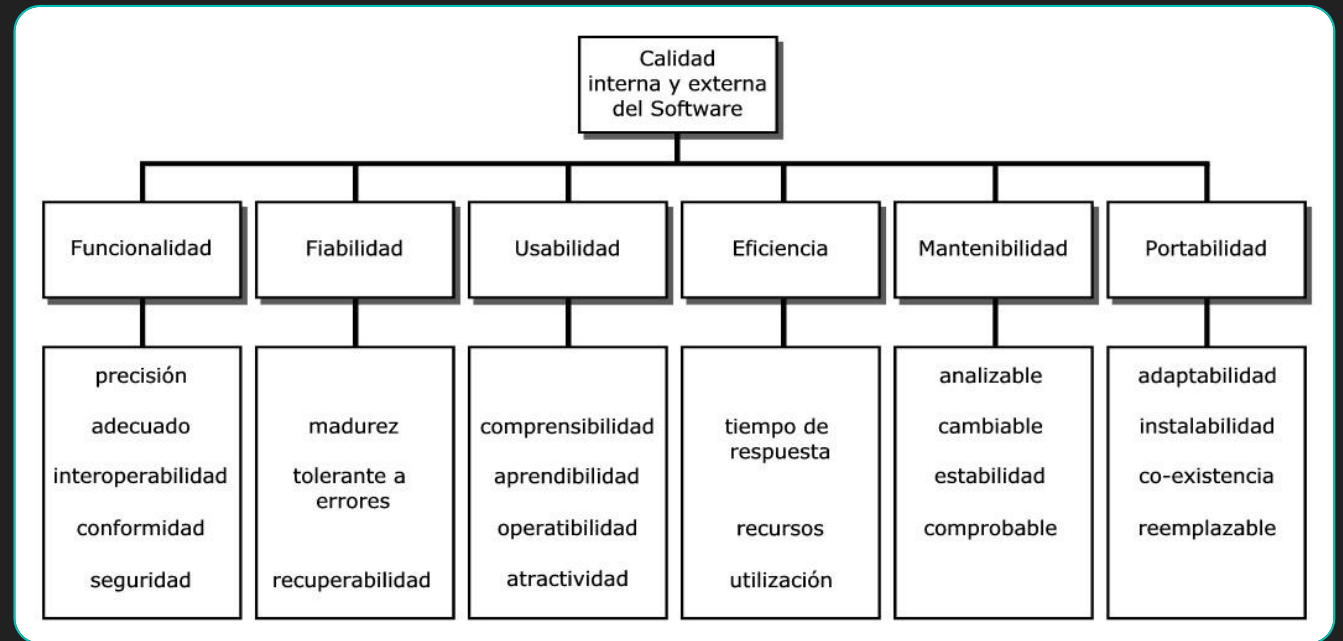 Calidad
interna y externa
del Software
Funcionalidad
Fiabilidad
Usabilidad
Eficiencia
Mantenibilidad
Portabilidad
precisión
adecuado
interoperabilidad
conformidad
seguridad
madurez
tolerante a
errores
recuperabilidad
comprensibilidad
aprendibilidad
operatibilidad
atractividad
tiempo de
respuesta
recursos
utilización
analizable
cambiable
estabilidad
comprobable
adaptabilidad
instalabilidad
co-existencia
reemplazable